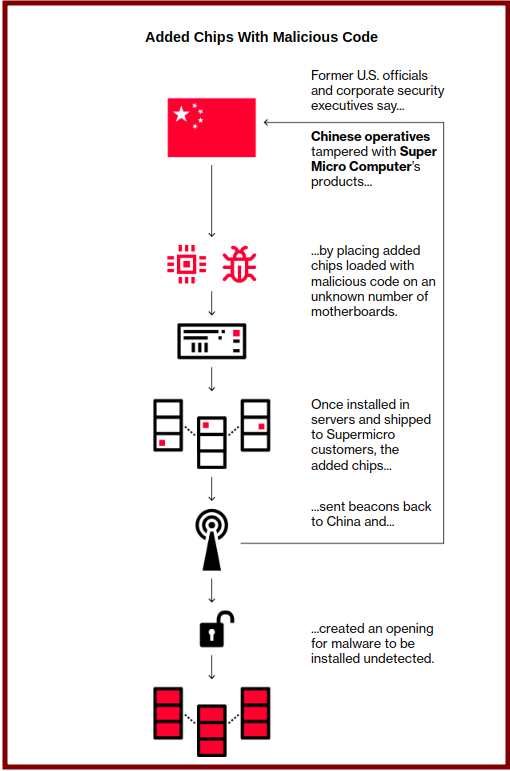 Added Chips With Malicious Code
Former U.S. officials
and corporate security
executives say...
Chinese operatives
tampered with Super
Micro Computer's
products...
...by placing added
chips loaded with
malicious code on an
unknown number of
motherboards.
Once installed in
servers and shipped
to Supermicro
customers, the
added chips...
...sent beacons back
to China and...
...created an opening
for malware to be
installed undetected.